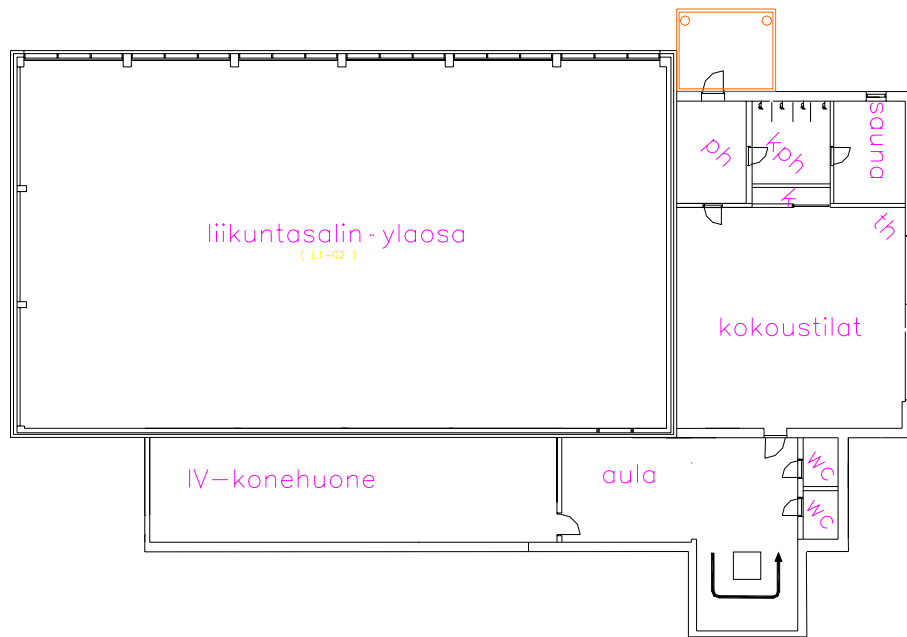 sauna
ph
kph
k
th
liikuntasalin-ylaosa
( L1-02 )
kokoustilat
IV-konehuone
aula
wc
wc